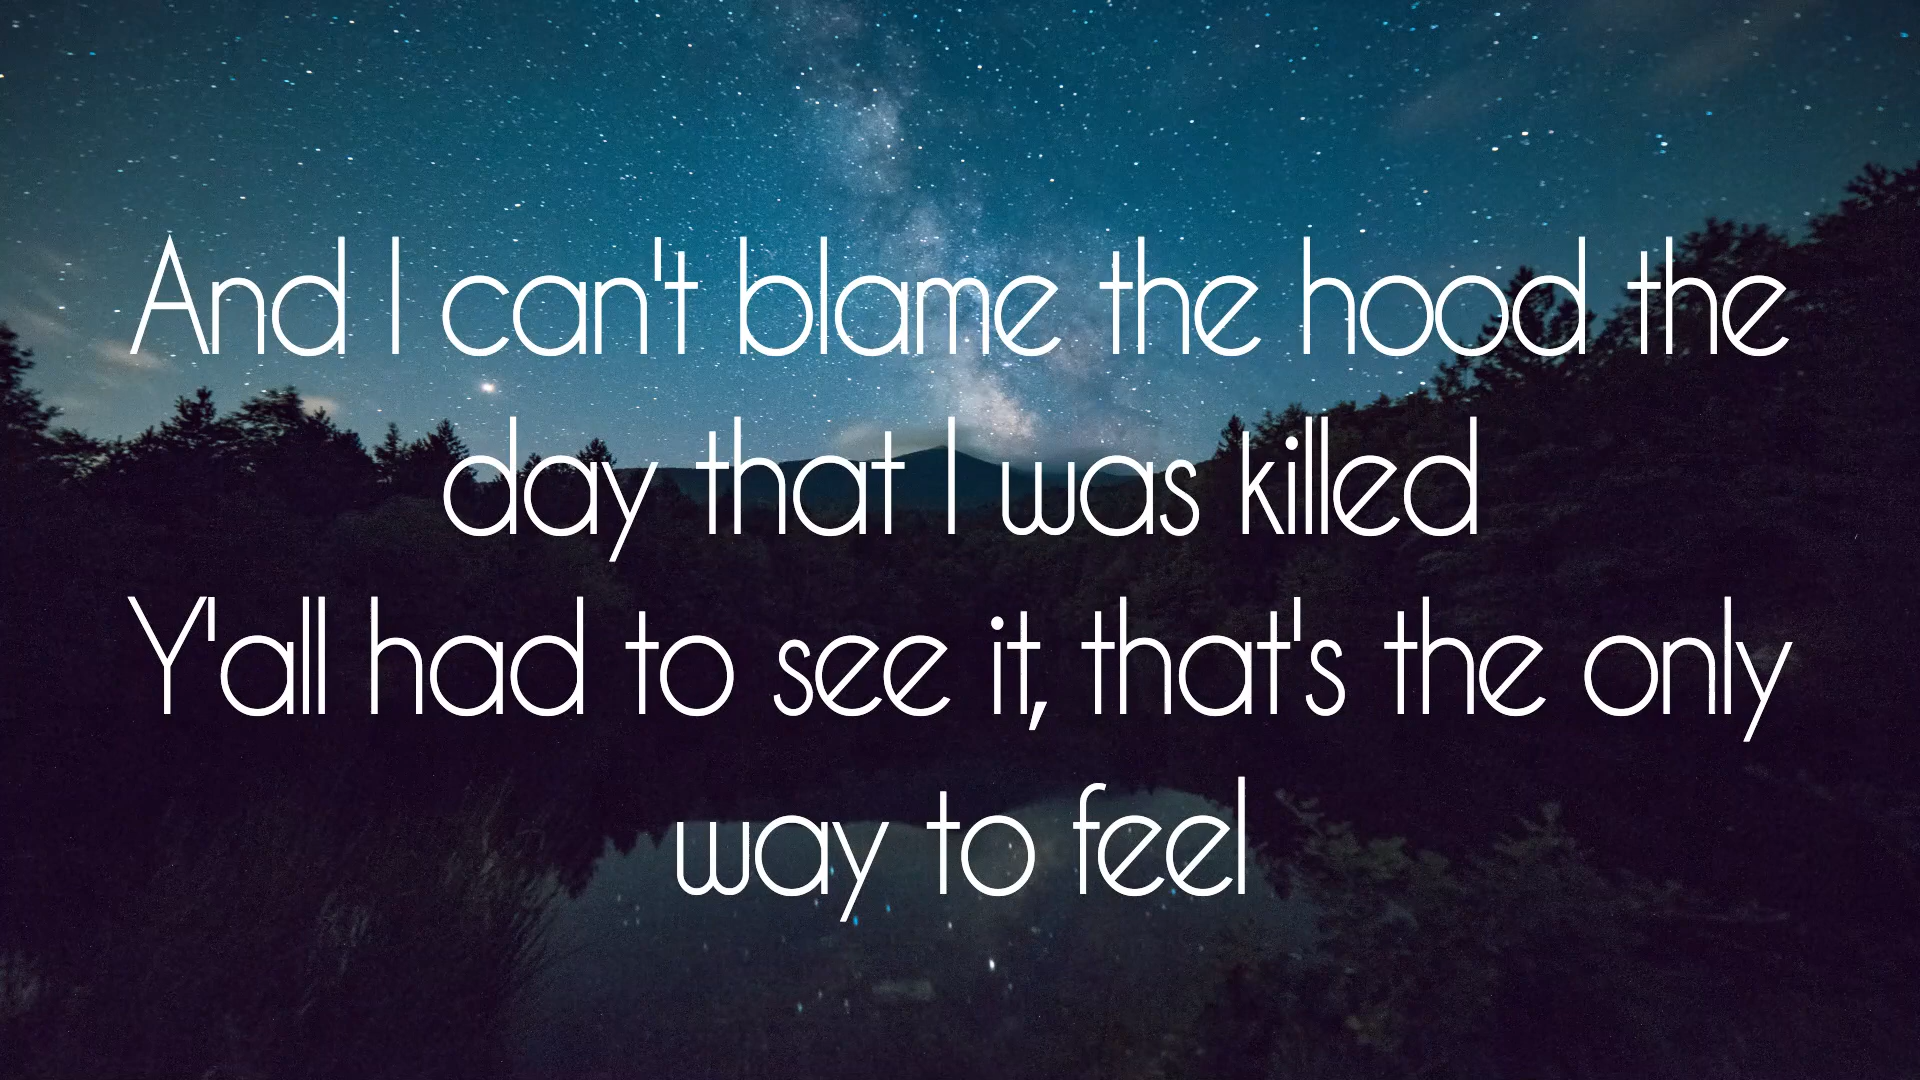 And I can't blame the hood the
day that I was killed
Y'all had to see it, that's the only
way to feel